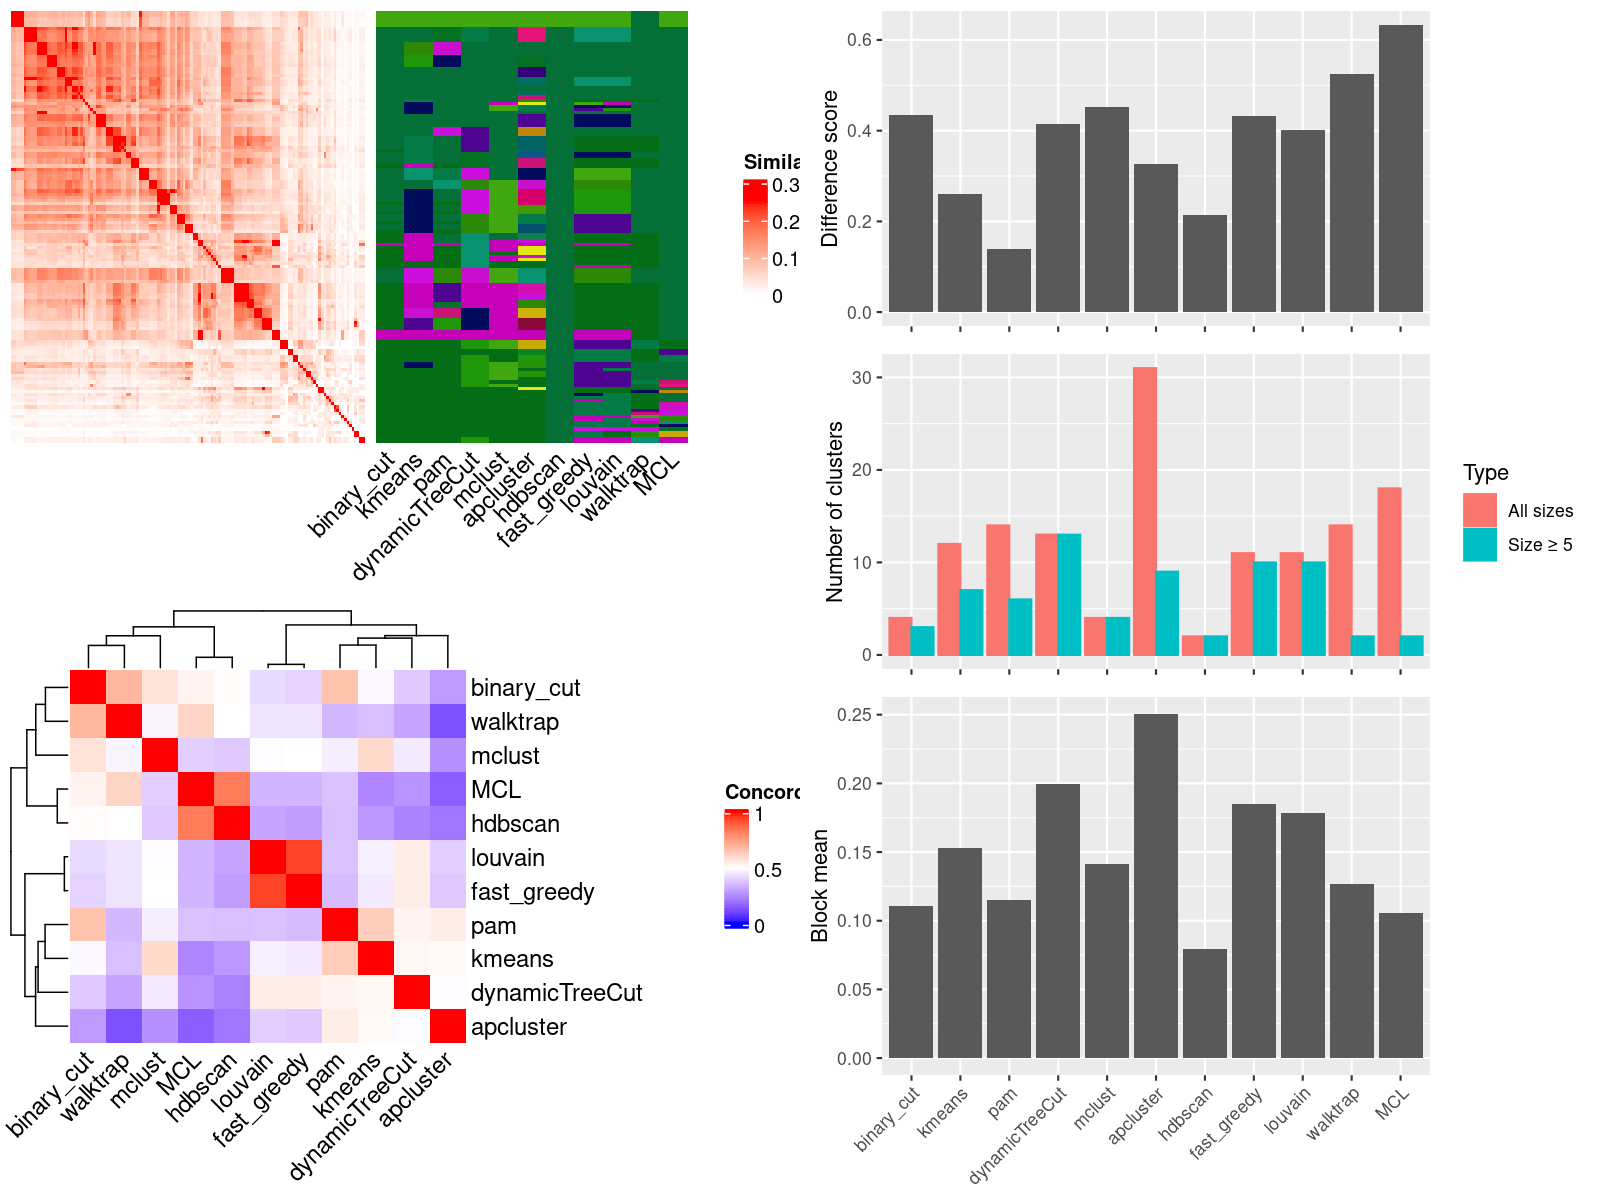 Simila
0.3
0.2
0.1
0
binary_cut
kmeans
pam
dynamicTreeCut
mclust
apcluster
hdbscan
fast_greedy
louvain
walktrap
MCL
binary_cut
walktrap
mclust
MCL
hdbscan
louvain
fast_greedy
pam
kmeans
dynamicTreeCut
apcluster
Concord
1
0.5
0
binary_cut
walktrap
mclust
MCL
hdbscan
louvain
fast_greedy
pam
kmeans
dynamicTreeCut
apcluster
Difference score
0.6
0.4
0.2
0.0
Number of clusters
30
20
10
0
Type
All sizes
Size ≥ 5
Block mean
0.25
0.20
0.15
0.10
0.05
0.00
binary_cut
kmeans
pam
dynamicTreeCut
mclust
apcluster
hdbscan
fast_greedy
louvain
walktrap
MCL